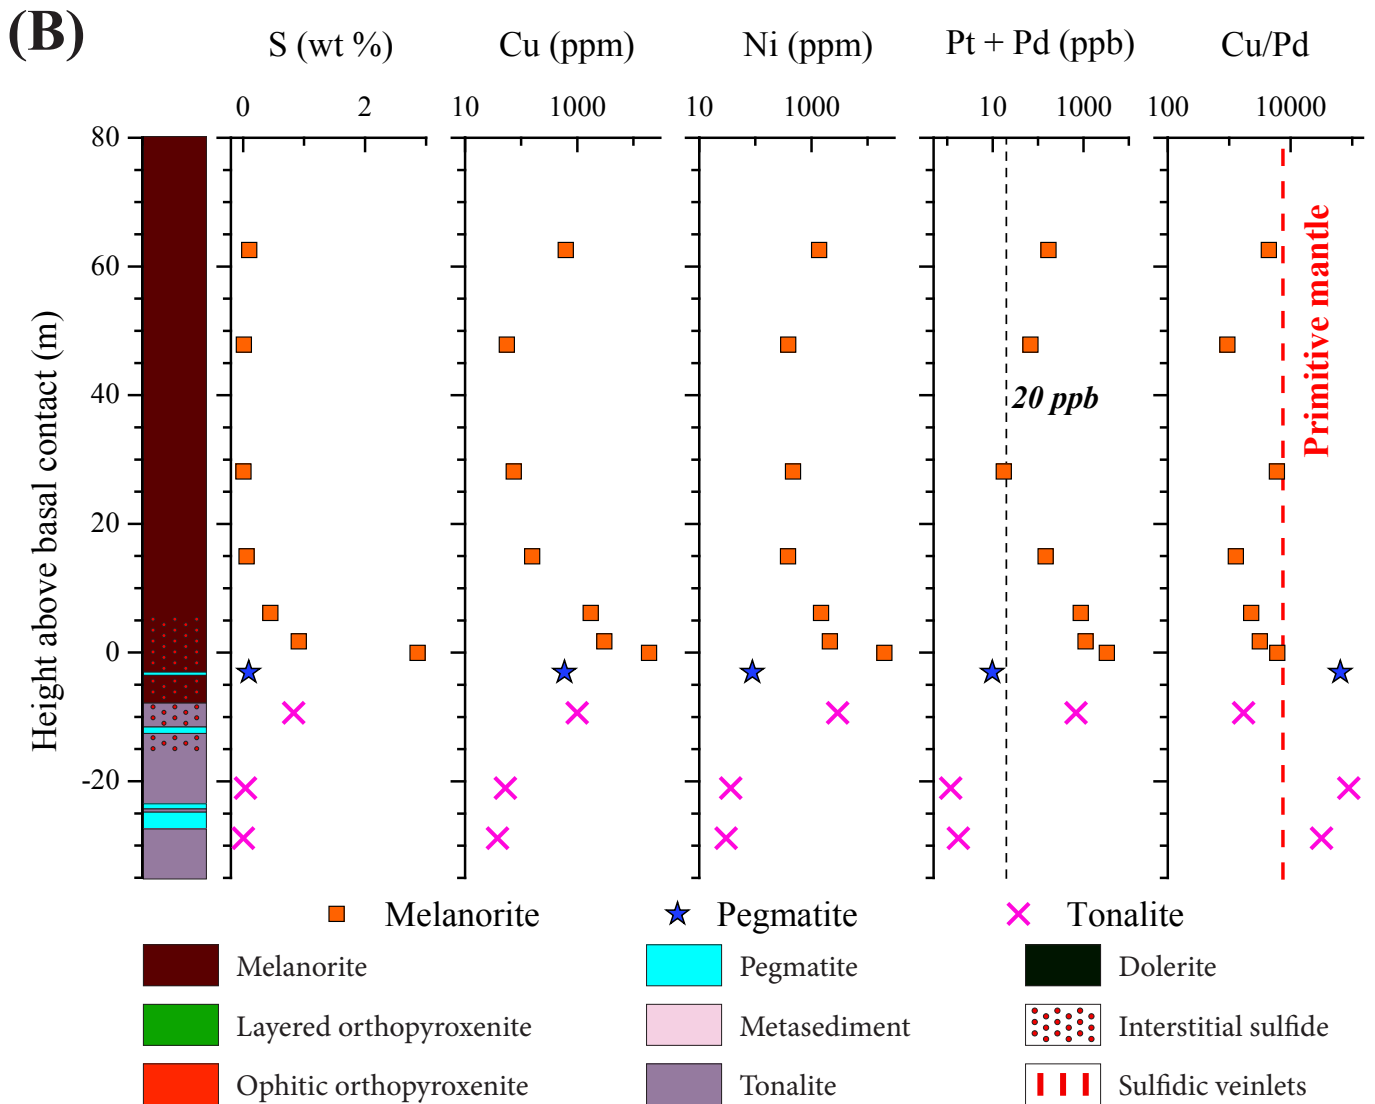 (B)
S (wt %) Cu (ppm) Ni (ppm) Pt + Pd (ppb) Cu/Pd
0 2 10 1000 10 1000 10 1000 100 10000
80
60
40
20
0
-20
Height above basal contact (m)
20 ppb
Primitive mantle
Melanorite Pegmatite Tonalite
Melanorite Pegmatite Dolerite
Layered orthopyroxenite Metasediment Interstitial sulfide
Ophitic orthopyroxenite Tonalite Sulfidic veinlets